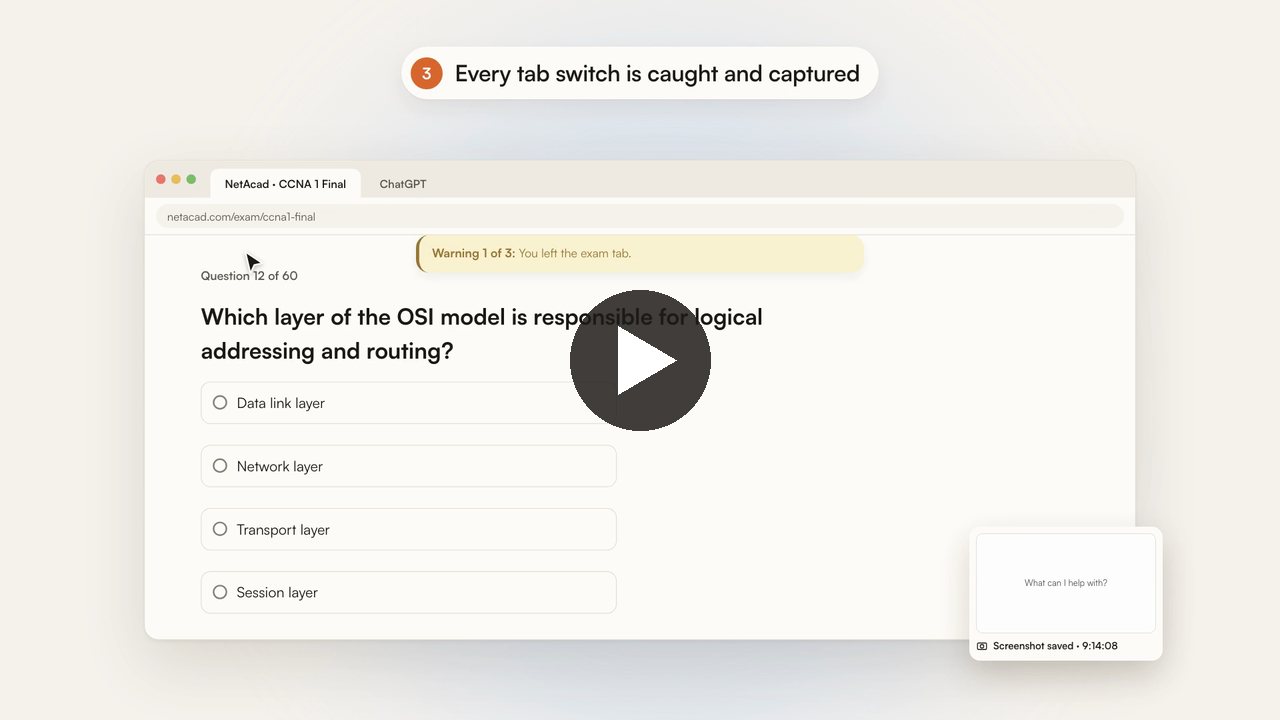 3 Every tab switch is caught and captured
NetAcad · CCNA 1 Final
ChatGPT
netacad.com/exam/ccna1-final
Warning 1 of 3: You left the exam tab.
Question 12 of 60
Which layer of the OSI model is responsible for logical
addressing and routing?
Data link layer
Network layer
Transport layer
Session layer
What can I help with?
Screenshot saved · 9:14:08